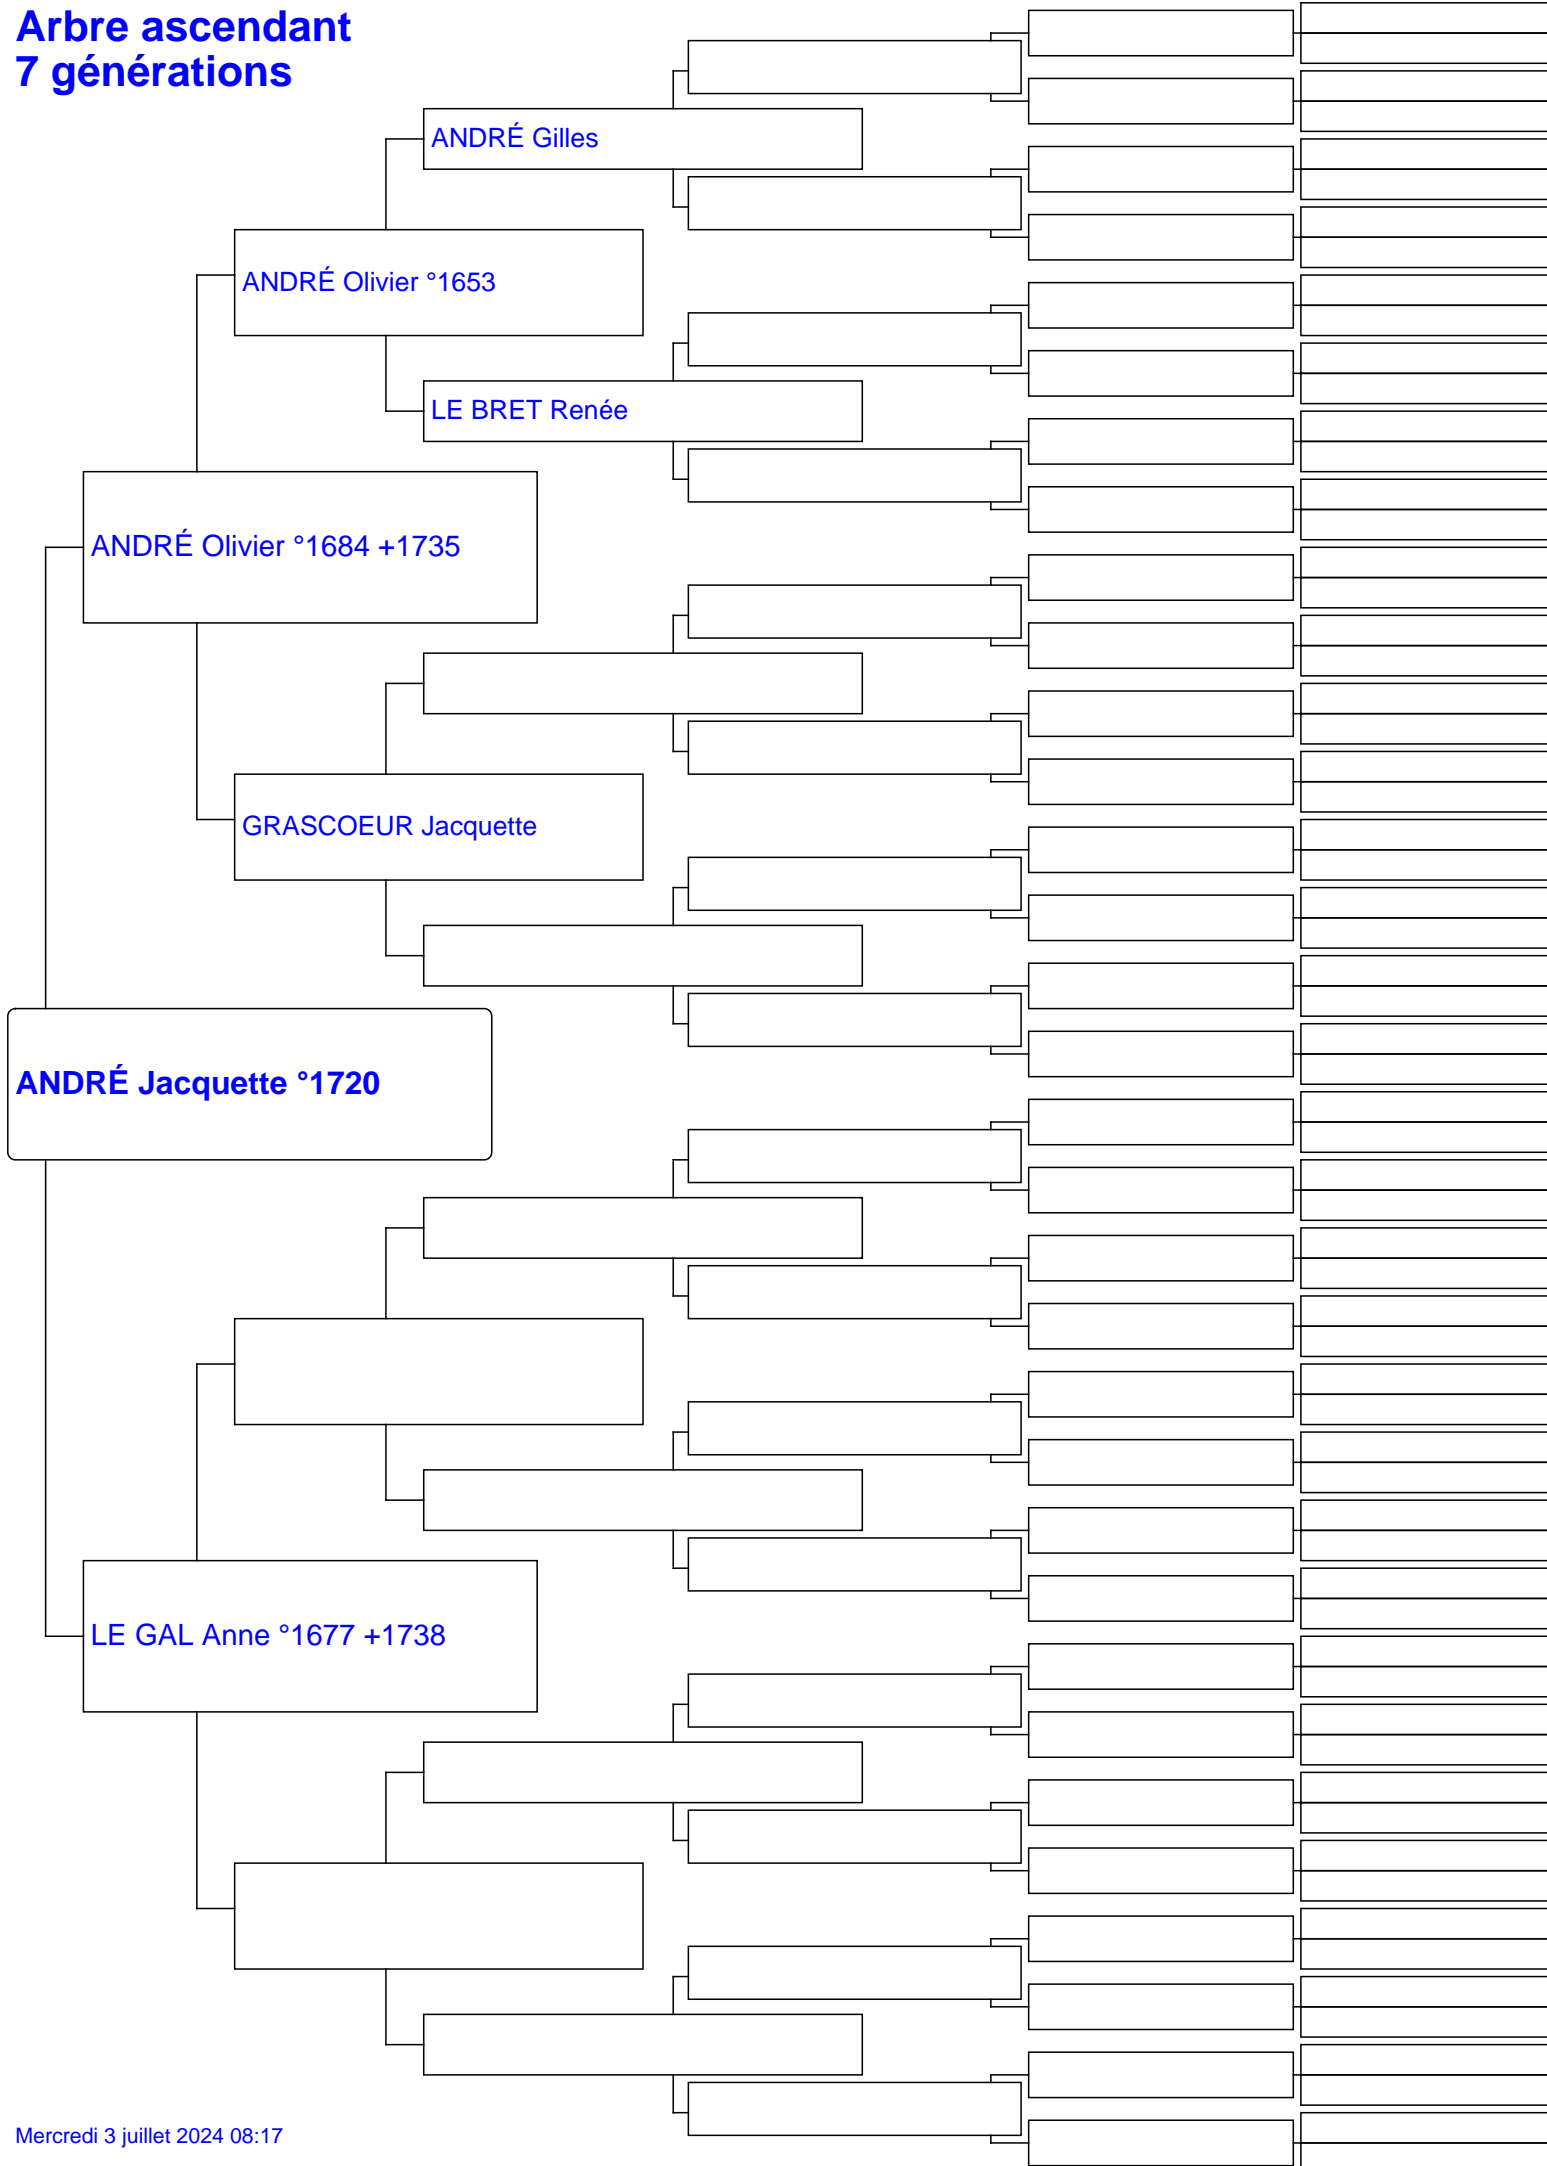 Arbre ascendant
7 générations
ANDRÉ Gilles
ANDRÉ Olivier °1653
LE BRET Renée
ANDRÉ Olivier °1684 +1735
GRASCOEUR Jacquette
ANDRÉ Jacquette °1720
LE GAL Anne °1677 +1738
Mercredi 3 juillet 2024 08:17